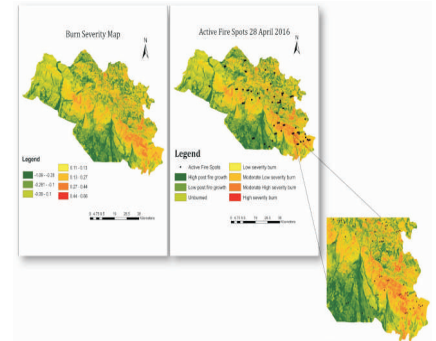 Burn Severity Map
N
Legend
0.11 - 0.13
0.13 - 0.27
0.27 - 0.44
0.44 - 0.66
Kilometers
Active Fire Spots 28 April 2016
N
Legend
Active Fire Spots
High post fire growth
Low post fire growth
Unburned
Low severity burn
Moderate Low severity burn
Moderate High severity burn
High severity burn
Kilometers